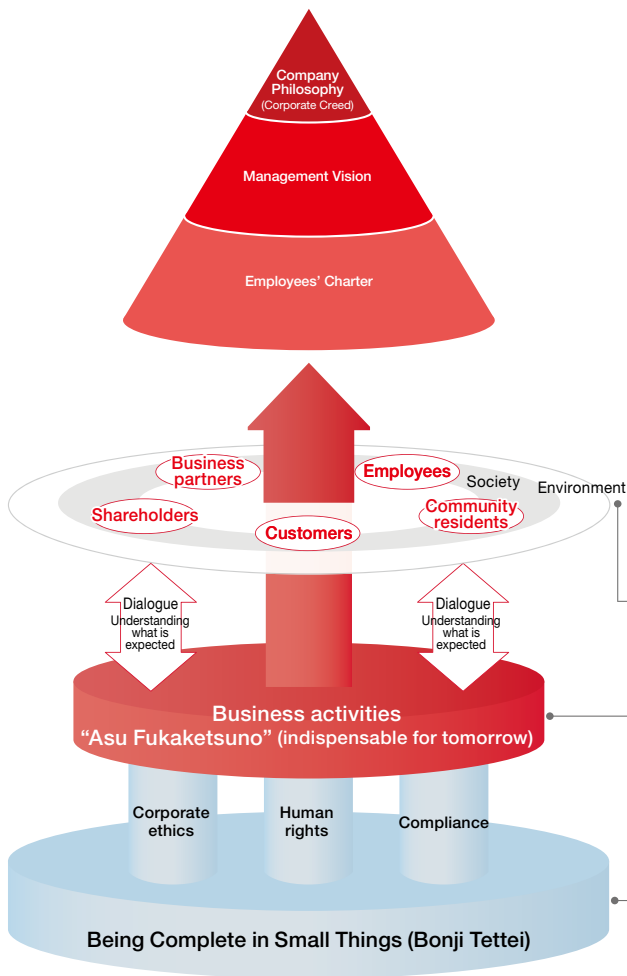 Company
Philosophy
(Corporate Creed)
Management Vision
Employees’ Charter
Business
partners
Employees
Society
Environment
Shareholders
Community
residents
Customers
Dialogue
Understanding
what is
expected
Dialogue
Understanding
what is
expected
Business activities
“Asu Fukaketsuno” (indispensable for tomorrow)
Corporate
ethics
Human
rights
Compliance
Being Complete in Small Things (Bonji Tettei)